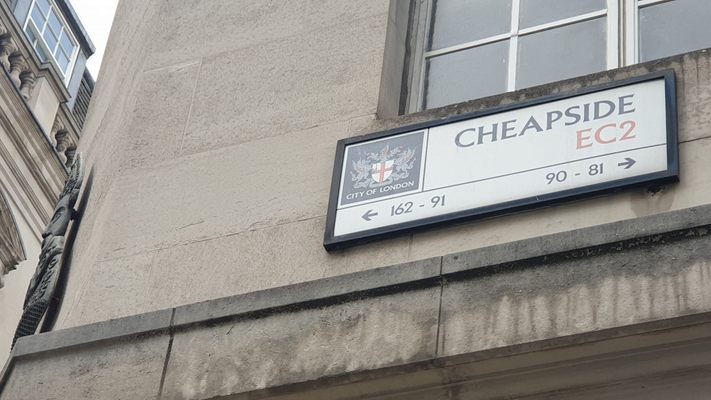 CHEAPSIDE
EC2
CITY OF LONDON
← 162 - 91
90 - 81 →